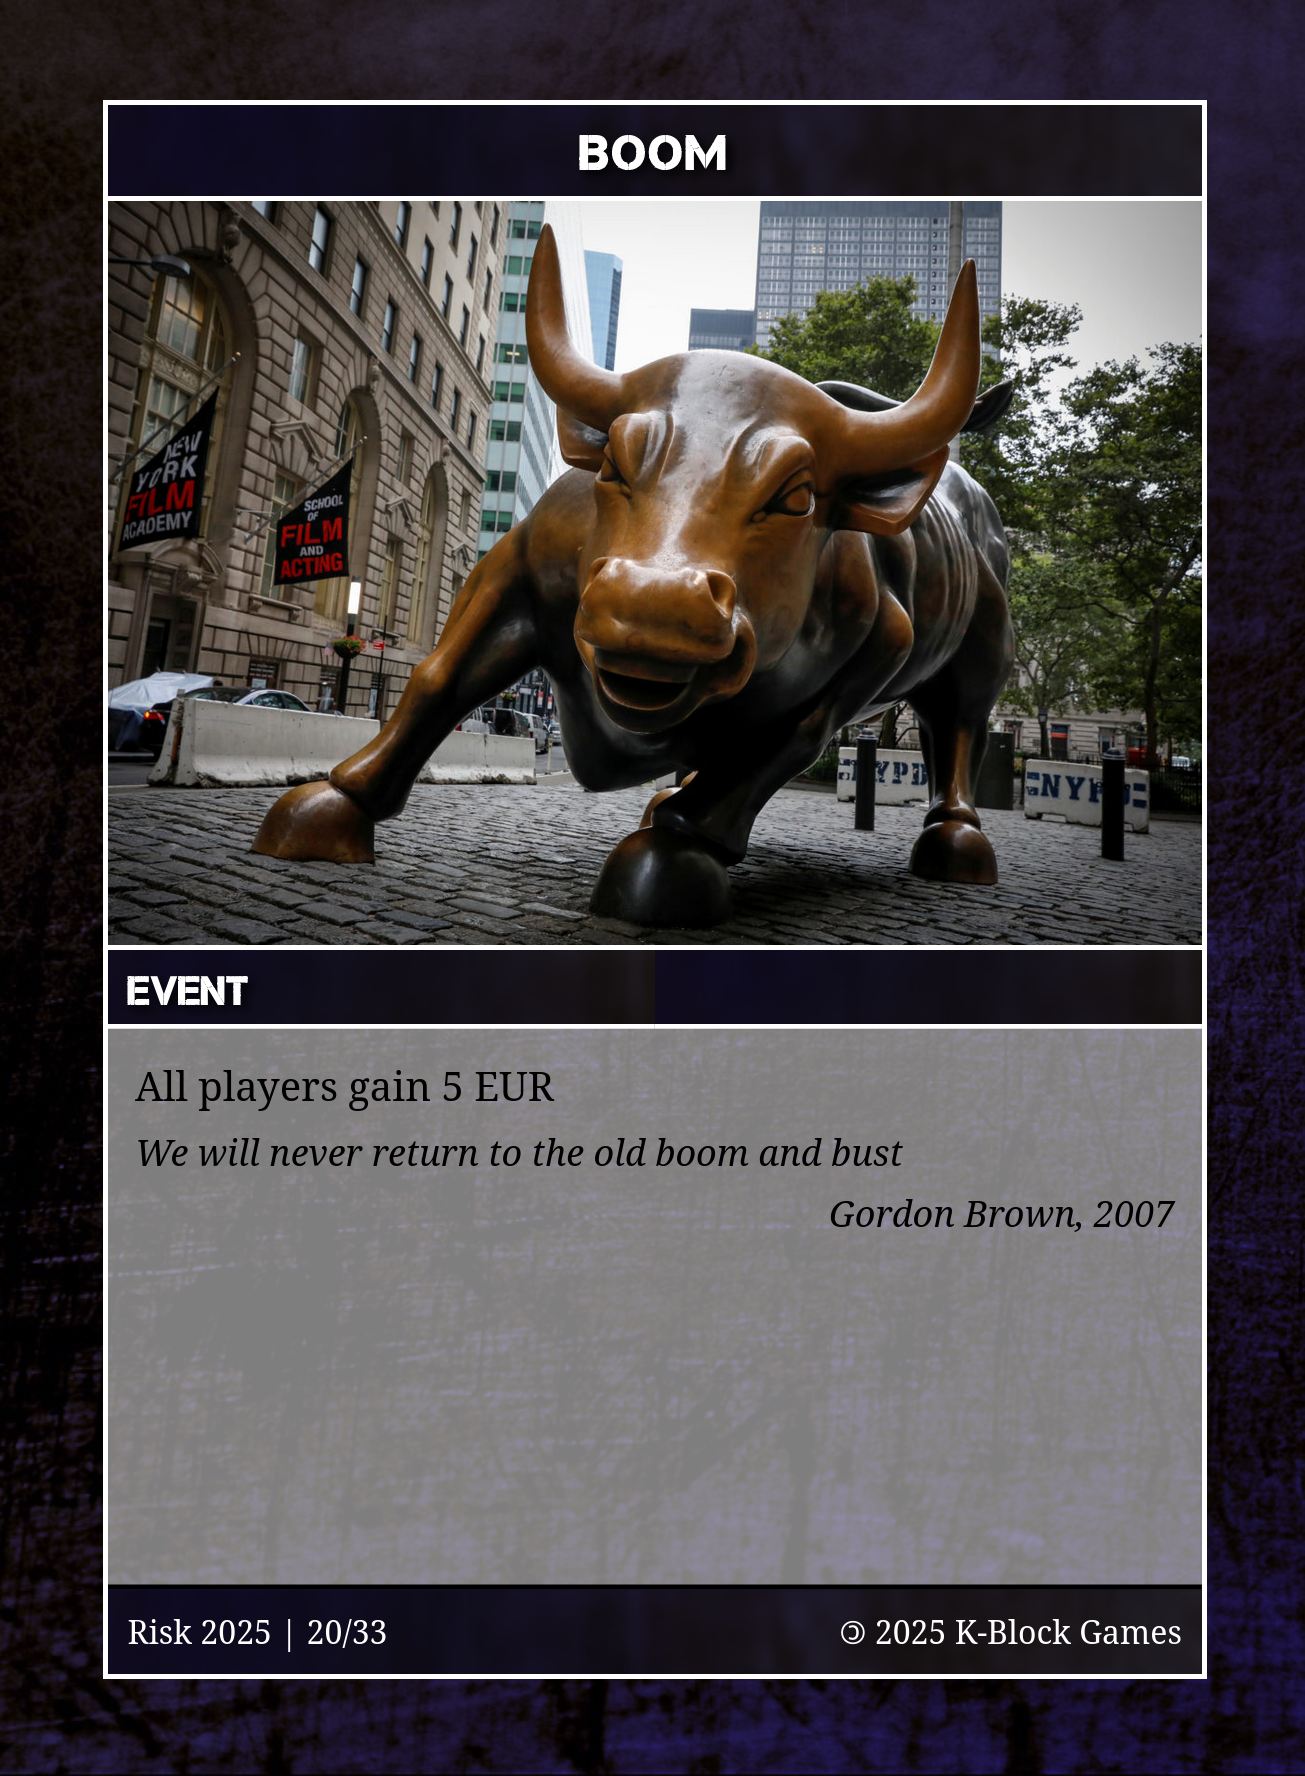 BOOM
NEW
YORK
FILM
ACADEMY
SCHOOL
OF
FILM
AND
ACTING
NYPD
NYPD
EVENT
All players gain 5 EUR
We will never return to the old boom and bust
Gordon Brown, 2007
Risk 2025 | 20/33
🄯 2025 K-Block Games